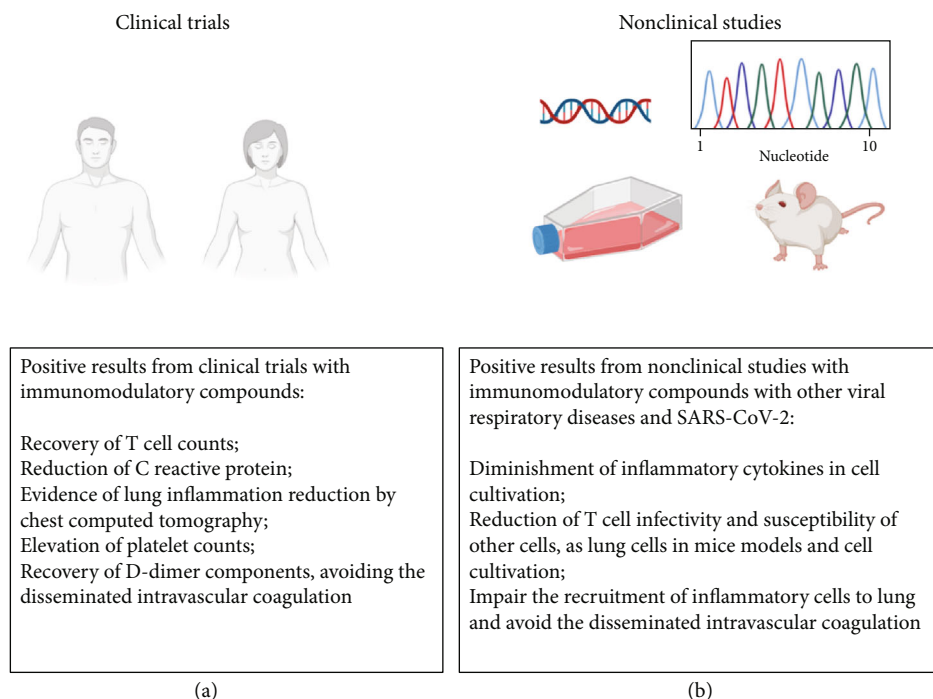 Clinical trials
Nonclinical studies
1
10
Nucleotide
Positive results from clinical trials with
immunomodulatory compounds:
Recovery of T cell counts;
Reduction of C reactive protein;
Evidence of lung inflammation reduction by
chest computed tomography;
Elevation of platelet counts;
Recovery of D-dimer components, avoiding the
disseminated intravascular coagulation
(a)
Positive results from nonclinical studies with
immunomodulatory compounds with other viral
respiratory diseases and SARS-CoV-2:
Diminishment of inflammatory cytokines in cell
cultivation;
Reduction of T cell infectivity and susceptibility of
other cells, as lung cells in mice models and cell
cultivation;
Impair the recruitment of inflammatory cells to lung
and avoid the disseminated intravascular coagulation
(b)